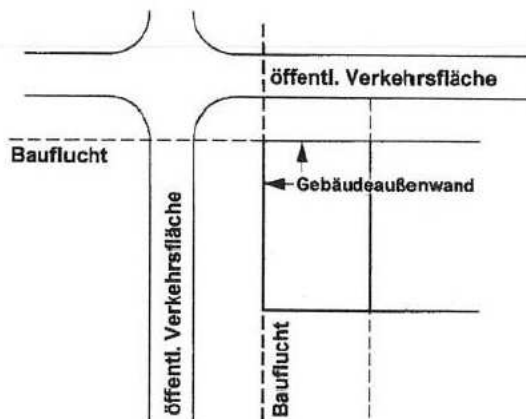 öffentl. Verkehrsfläche
Bauflucht
Gebäudeaußenwand
öffentl. Verkehrsfläche
Bauflucht